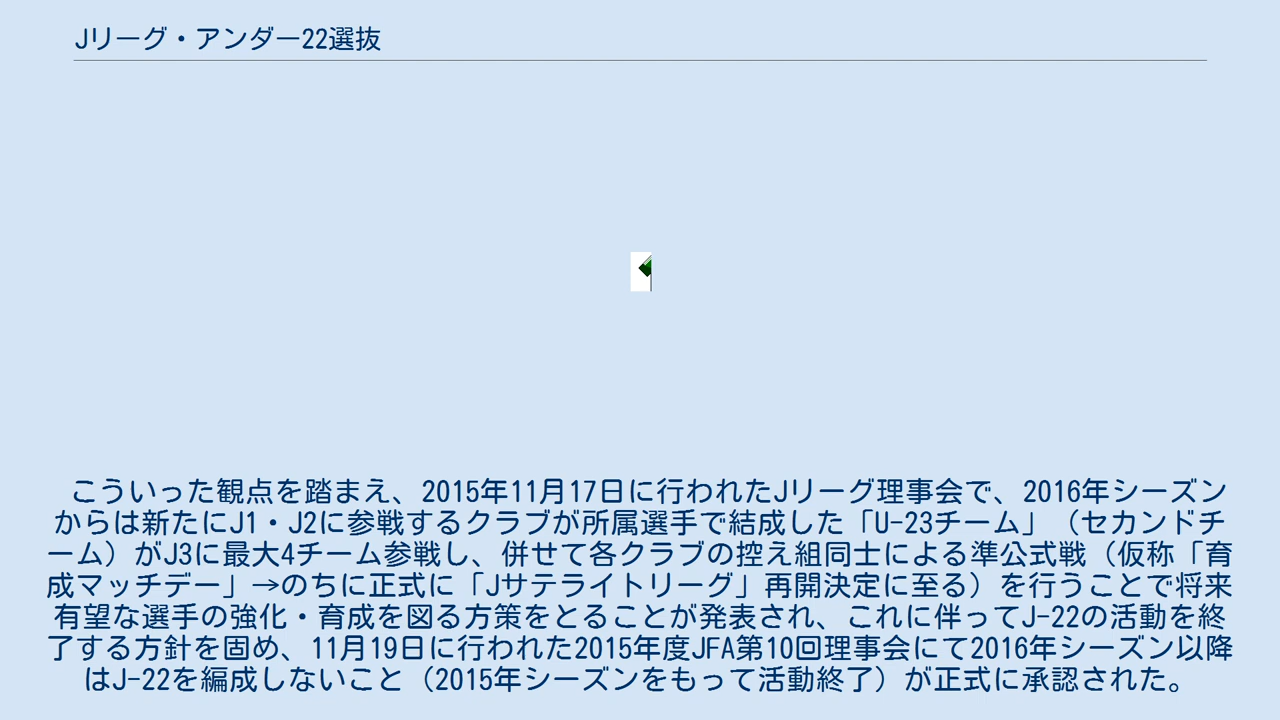 Jリーグ・アンダー22選抜
こういった観点を踏まえ、2015年11月17日に行われたJリーグ理事会で、2016年シーズン
からは新たにJ1・J2に参戦するクラブが所属選手で結成した「U-23チーム」（セカンドチ
ーム）がJ3に最大4チーム参戦し、併せて各クラブの控え組同士による準公式戦（仮称「育
成マッチデー」→のちに正式に「Jサテライトリーグ」再開決定に至る）を行うことで将来
有望な選手の強化・育成を図る方策をとることが発表され、これに伴ってJ-22の活動を終
了する方針を固め、11月19日に行われた2015年度JFA第10回理事会にて2016年シーズン以降
はJ-22を編成しないこと（2015年シーズンをもって活動終了）が正式に承認された。